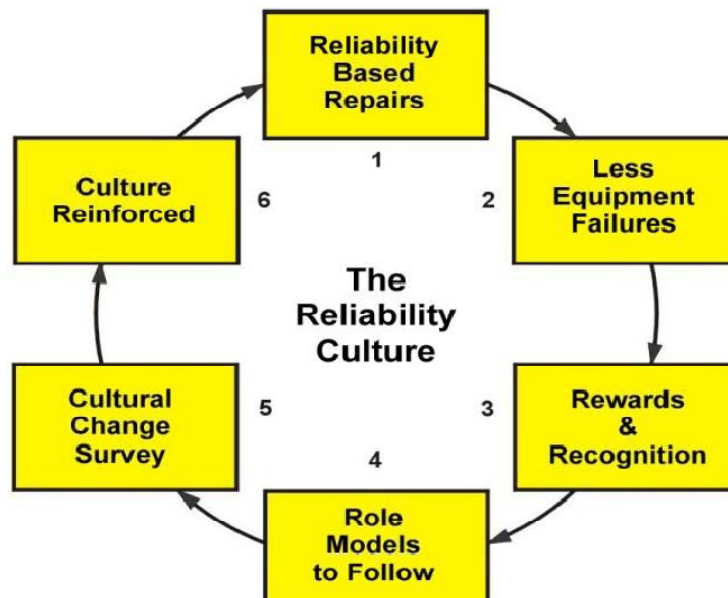 Reliability
Based
Repairs
1
Less
Equipment
Failures
2
Rewards
&
Recognition
3
Role
Models
to Follow
4
Cultural
Change
Survey
5
Culture
Reinforced
6
The
Reliability
Culture